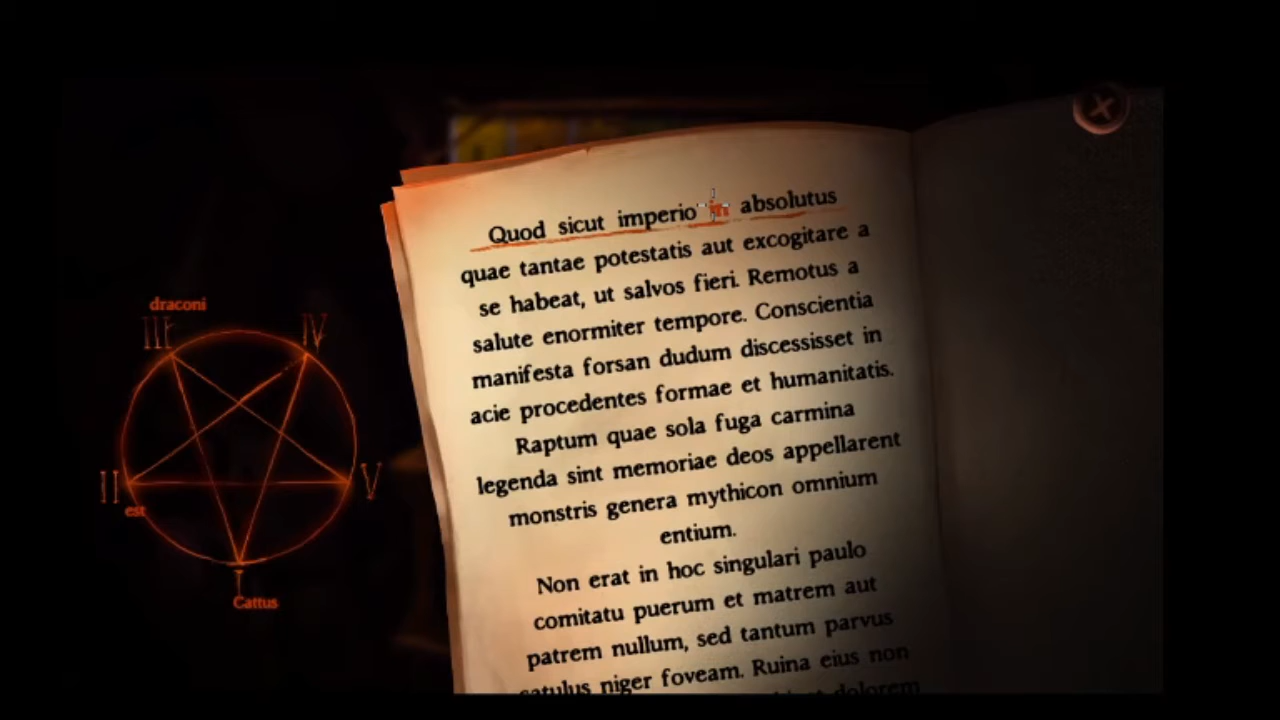 Quod sicut imperio in absolutus
quae tantae potestatis aut excogitare a
se habeat, ut salvos fieri. Remotus a
salute enormiter tempore. Conscientia
manifesta forsan dudum discessisset in
acie procedentes formae et humanitatis.
Raptum quae sola fuga carmina
legenda sint memoriae deos appellarent
monstris genera mythicon omnium
entium.
Non erat in hoc singulari paulo
comitatu puerum et matrem aut
patrem nullum, sed tantum parvus
catulus niger foveam. Ruina eius non
dolorem
draconi
III
IV
II
V
est
I
Cattus